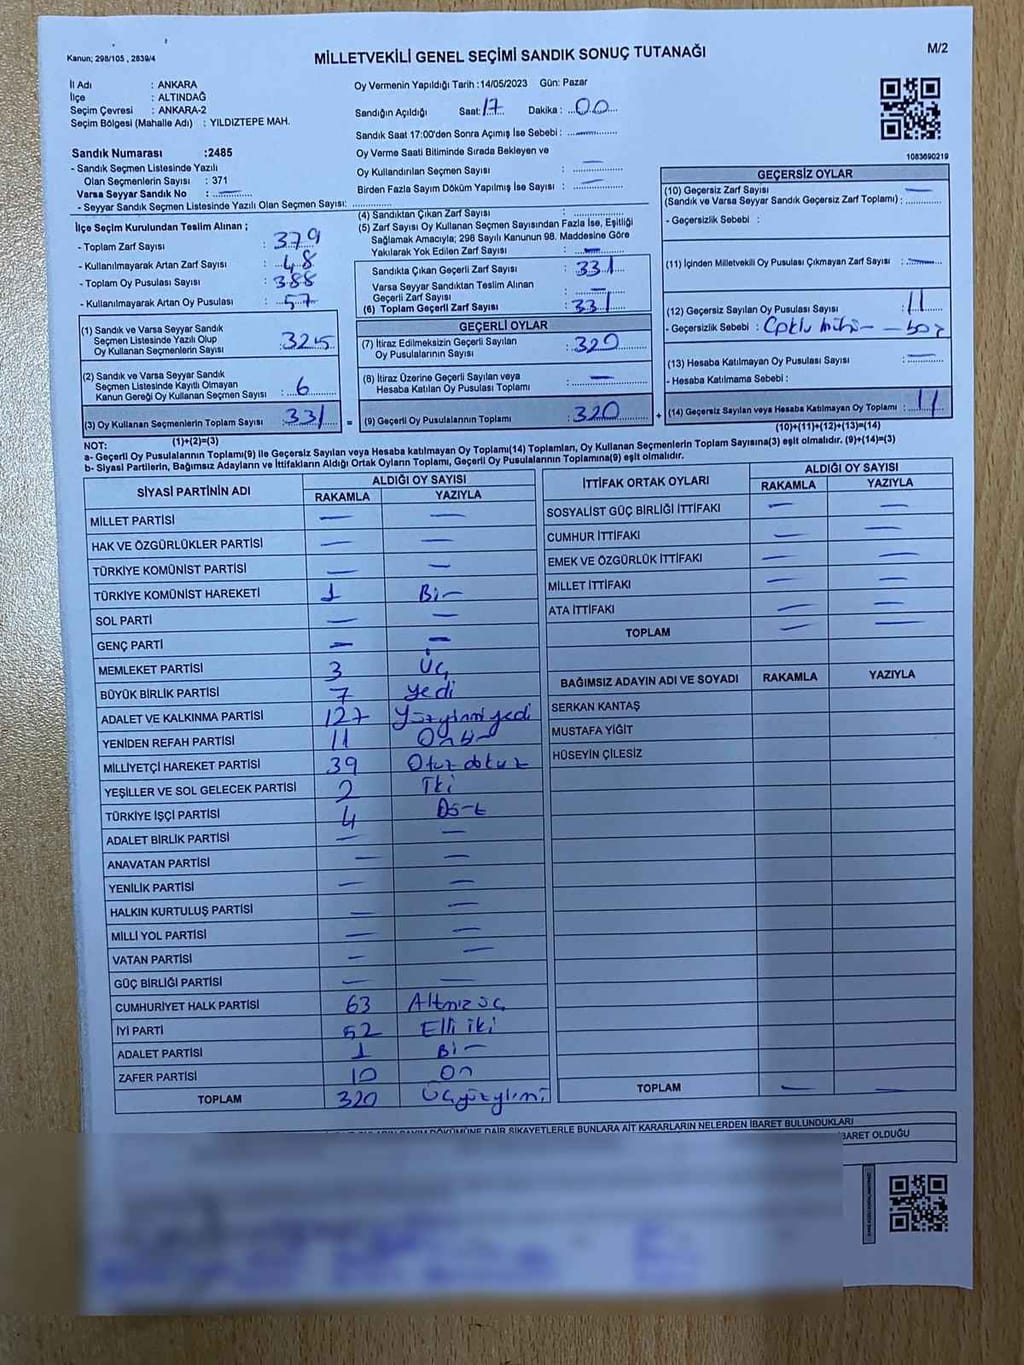 Kanun; 298/105 , 2839/4
MİLLETVEKİLİ GENEL SEÇİMİ SANDIK SONUÇ TUTANAĞI
M/2
İl Adı : ANKARA
İlçe : ALTINDAĞ
Seçim Çevresi : ANKARA-2
Seçim Bölgesi (Mahalle Adı) : YILDIZTEPE MAH.
Oy Vermenin Yapıldığı Tarih :14/05/2023 Gün: Pazar
Sandığın Açıldığı Saat: 17 Dakika : 00
Sandık Saat 17:00'den Sonra Açımış İse Sebebi : —
Oy Verme Saati Bitiminde Sırada Bekleyen ve
Oy Kullandırılan Seçmen Sayısı : —
Birden Fazla Sayım Döküm Yapılmış İse Sayısı : —
1083690219
Sandık Numarası :2485
- Sandık Seçmen Listesinde Yazılı
Olan Seçmenlerin Sayısı : 371
Varsa Seyyar Sandık No : —
- Seyyar Sandık Seçmen Listesinde Yazılı Olan Seçmen Sayısı:
İlçe Seçim Kurulundan Teslim Alınan ;
- Toplam Zarf Sayısı : 379
- Kullanılmayarak Artan Zarf Sayısı : 48
- Toplam Oy Pusulası Sayısı : 388
- Kullanılmayarak Artan Oy Pusulası : 57
(1) Sandık ve Varsa Seyyar Sandık
Seçmen Listesinde Yazılı Olup
Oy Kullanan Seçmenlerin Sayısı : 325
(2) Sandık ve Varsa Seyyar Sandık
Seçmen Listesinde Kayıtlı Olmayan
Kanun Gereği Oy Kullanan Seçmen Sayısı : 6
(3) Oy Kullanan Seçmenlerin Toplam Sayısı : 331
(1)+(2)=(3)
(4) Sandıktan Çıkan Zarf Sayısı :
(5) Zarf Sayısı Oy Kullanan Seçmen Sayısından Fazla İse, Eşitliği
Sağlamak Amacıyla; 298 Sayılı Kanunun 98. Maddesine Göre
Yakılarak Yok Edilen Zarf Sayısı : —
Sandıkta Çıkan Geçerli Zarf Sayısı : 331
Varsa Seyyar Sandıktan Teslim Alınan
Geçerli Zarf Sayısı : —
(6) Toplam Geçerli Zarf Sayısı : 331
GEÇERLİ OYLAR
(7) İtiraz Edilmeksizin Geçerli Sayılan
Oy Pusulalarının Sayısı : 320
(8) İtiraz Üzerine Geçerli Sayılan veya
Hesaba Katılan Oy Pusulası Toplamı : —
= (9) Geçerli Oy Pusulalarının Toplamı : 320 +
GEÇERSİZ OYLAR
(10) Geçersiz Zarf Sayısı —
(Sandık ve Varsa Seyyar Sandık Geçersiz Zarf Toplamı) :
- Geçersizlik Sebebi :
(11) İçinden Milletvekili Oy Pusulası Çıkmayan Zarf Sayısı : —
(12) Geçersiz Sayılan Oy Pusulası Sayısı : 11
- Geçersizlik Sebebi : mühür — boş
(13) Hesaba Katılmayan Oy Pusulası Sayısı : —
- Hesaba Katılmama Sebebi :
(14) Geçersiz Sayılan veya Hesaba Katılmayan Oy Toplamı : 11
(10)+(11)+(12)+(13)=(14)
NOT:
a- Geçerli Oy Pusulalarının Toplamı(9) ile Geçersiz Sayılan veya Hesaba katılmayan Oy Toplamı(14) Toplamları, Oy Kullanan Seçmenlerin Toplam Sayısına(3) eşit olmalıdır. (9)+(14)=(3)
b- Siyasi Partilerin, Bağımsız Adayların ve İttifakların Aldığı Ortak Oyların Toplamı, Geçerli Oy Pusulalarının Toplamına(9) eşit olmalıdır.
SİYASİ PARTİNİN ADI
ALDIĞI OY SAYISI
RAKAMLA YAZIYLA
MİLLET PARTİSİ — —
HAK VE ÖZGÜRLÜKLER PARTİSİ — —
TÜRKİYE KOMÜNİST PARTİSİ — —
TÜRKİYE KOMÜNİST HAREKETİ 1 Bir
SOL PARTİ — —
GENÇ PARTİ — —
MEMLEKET PARTİSİ 3 Üç
BÜYÜK BİRLİK PARTİSİ 7 Yedi
ADALET VE KALKINMA PARTİSİ 127 Yüzyirmiyedi
YENİDEN REFAH PARTİSİ 11 Onbir
MİLLİYETÇİ HAREKET PARTİSİ 39 Otuz dokuz
YEŞİLLER VE SOL GELECEK PARTİSİ 2 İki
TÜRKİYE İŞÇİ PARTİSİ 4 Dört
ADALET BİRLİK PARTİSİ — —
ANAVATAN PARTİSİ — —
YENİLİK PARTİSİ — —
HALKIN KURTULUŞ PARTİSİ — —
MİLLİ YOL PARTİSİ — —
VATAN PARTİSİ — —
GÜÇ BİRLİĞİ PARTİSİ — —
CUMHURİYET HALK PARTİSİ 63 Altmış üç
İYİ PARTİ 52 Elli iki
ADALET PARTİSİ 1 Bir
ZAFER PARTİSİ 10 On
TOPLAM 320 Üçyüzyirmi
İTTİFAK ORTAK OYLARI
ALDIĞI OY SAYISI
RAKAMLA YAZIYLA
SOSYALİST GÜÇ BİRLİĞİ İTTİFAKI — —
CUMHUR İTTİFAKI — —
EMEK VE ÖZGÜRLÜK İTTİFAKI — —
MİLLET İTTİFAKI — —
ATA İTTİFAKI — —
TOPLAM — —
BAĞIMSIZ ADAYIN ADI VE SOYADI RAKAMLA YAZIYLA
SERKAN KANTAŞ
MUSTAFA YİĞİT
HÜSEYİN ÇİLESİZ
TOPLAM — —
DÖKÜMÜNE DAİR ŞİKAYETLERLE BUNLARA AİT KARARLARIN NELERDEN İBARET BULUNDUKLARI
İBARET OLDUĞU